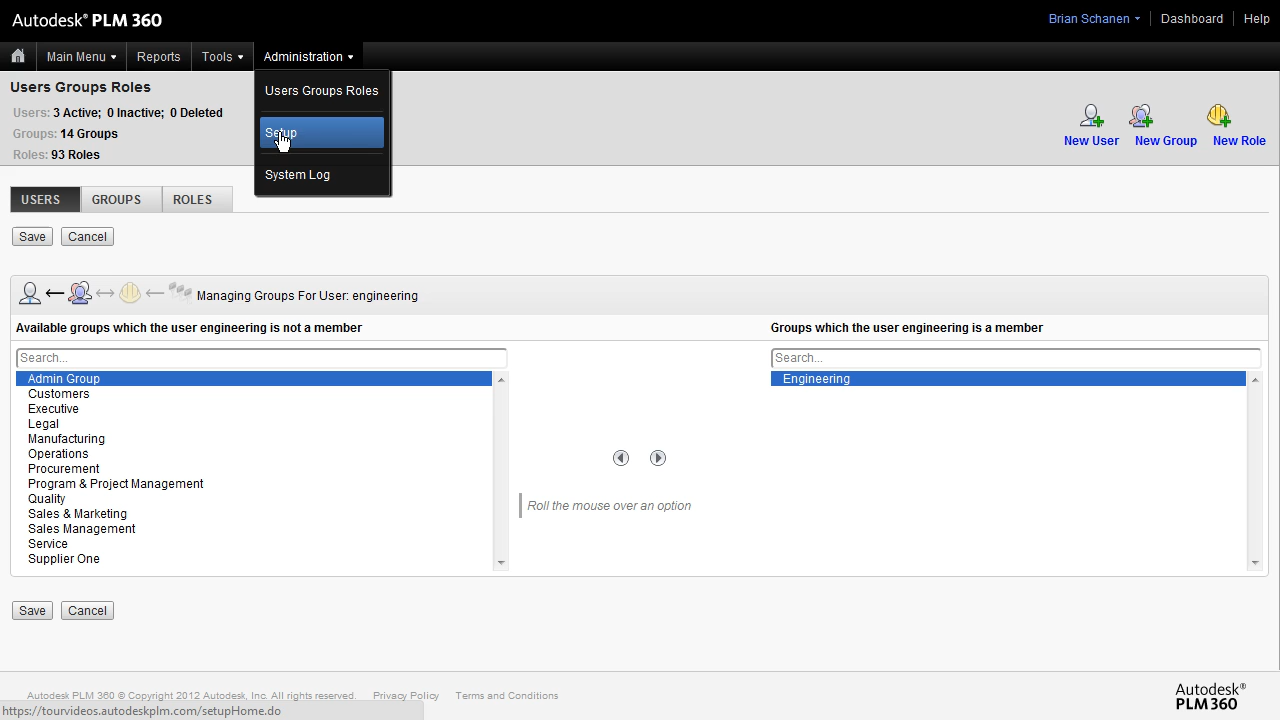 Autodesk® PLM 360
Brian Schanen Dashboard Help
Main Menu Reports Tools Administration
Users Groups Roles
Users: 3 Active; 0 Inactive; 0 Deleted
Groups: 14 Groups
Roles: 93 Roles
Users Groups Roles
Setup
System Log
New User New Group New Role
USERS GROUPS ROLES
Save Cancel
Managing Groups For User: engineering
Available groups which the user engineering is not a member
Groups which the user engineering is a member
Search...
Search...
Admin Group
Customers
Executive
Legal
Manufacturing
Operations
Procurement
Program & Project Management
Quality
Sales & Marketing
Sales Management
Service
Supplier One
Roll the mouse over an option
Engineering
Save Cancel
Autodesk PLM 360 © Copyright 2012 Autodesk, Inc. All rights reserved. Privacy Policy Terms and Conditions
Autodesk®
PLM 360
https://tourvideos.autodeskplm.com/setupHome.do